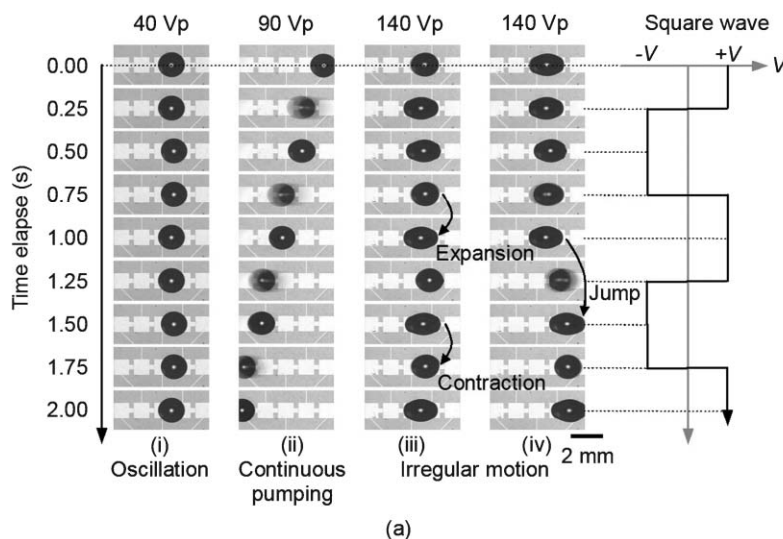 40 Vp 90 Vp 140 Vp 140 Vp Square wave
-V +V
V
Time elapse (s)
0.00
0.25
0.50
0.75
1.00
1.25
1.50
1.75
2.00
Expansion
Jump
Contraction
(i) (ii) (iii) (iv)
Oscillation Continuous Irregular motion 2 mm
pumping
(a)